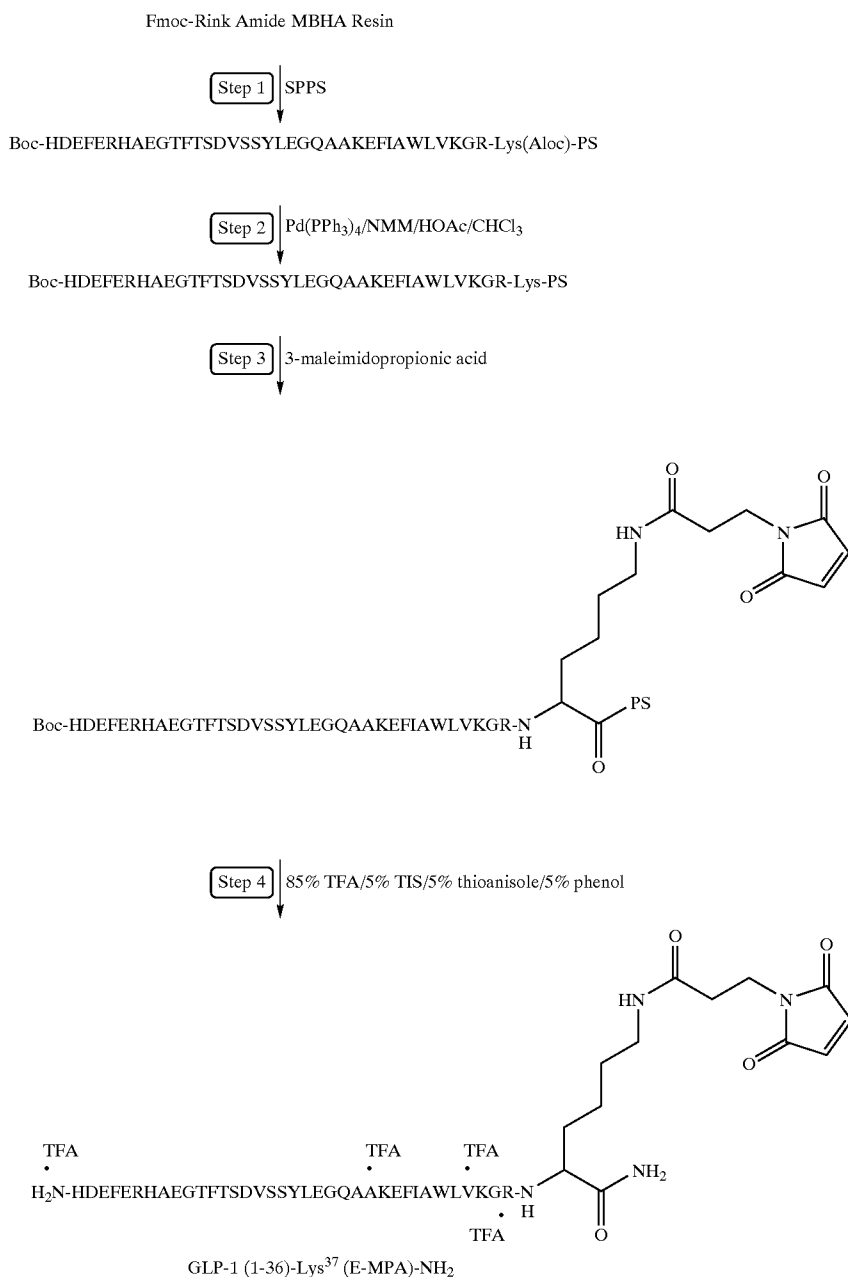 Fmoc-Rink Amide MBHA Resin
Step 1 SPPS
Boc-HDEFERHAEGTFTSDVSSYLEGQAAKEFIAWLVKGR-Lys(Aloc)-PS
Step 2 Pd(PPh3)4/NMM/HOAc/CHCl3
Boc-HDEFERHAEGTFTSDVSSYLEGQAAKEFIAWLVKGR-Lys-PS
Step 3 3-maleimidopropionic acid
O
O
HN
N
O
PS
Boc-HDEFERHAEGTFTSDVSSYLEGQAAKEFIAWLVKGR-N
H
O
Step 4 85% TFA/5% TIS/5% thioanisole/5% phenol
O
O
HN
N
O
TFA TFA TFA
• • •
H2N-HDEFERHAEGTFTSDVSSYLEGQAAKEFIAWLVKGR-N
NH2
H
•
TFA
O
GLP-1 (1-36)-Lys37 (E-MPA)-NH2